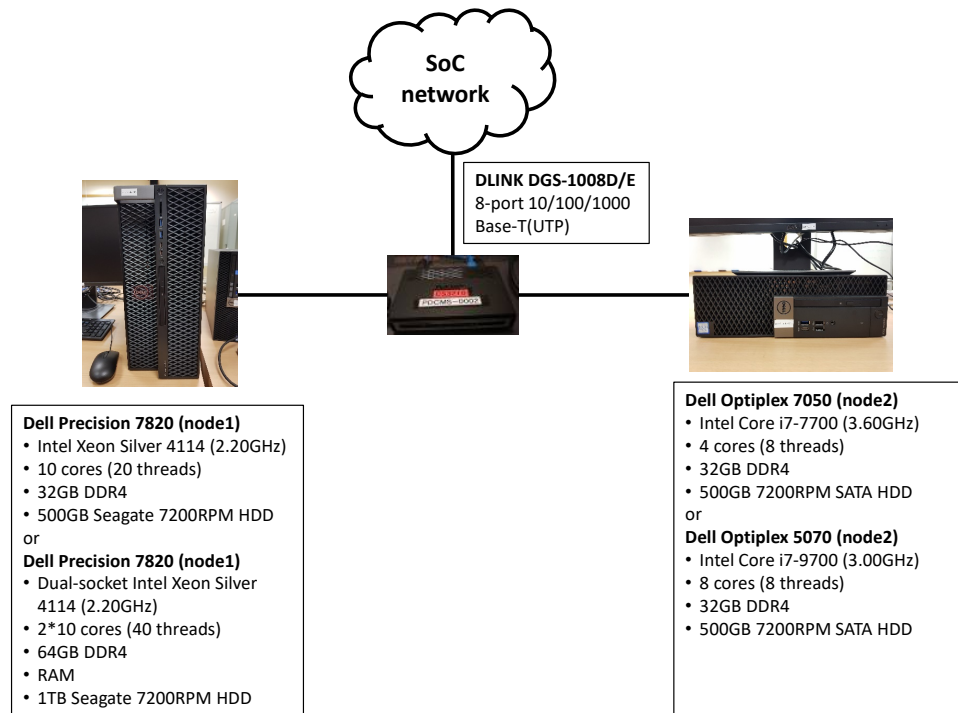 SoC
network
DLINK DGS-1008D/E
8-port 10/100/1000
Base-T(UTP)
PDCMS-0002
Dell Precision 7820 (node1)
• Intel Xeon Silver 4114 (2.20GHz)
• 10 cores (20 threads)
• 32GB DDR4
• 500GB Seagate 7200RPM HDD
or
Dell Precision 7820 (node1)
• Dual-socket Intel Xeon Silver
4114 (2.20GHz)
• 2*10 cores (40 threads)
• 64GB DDR4
• RAM
• 1TB Seagate 7200RPM HDD
Dell Optiplex 7050 (node2)
• Intel Core i7-7700 (3.60GHz)
• 4 cores (8 threads)
• 32GB DDR4
• 500GB 7200RPM SATA HDD
or
Dell Optiplex 5070 (node2)
• Intel Core i7-9700 (3.00GHz)
• 8 cores (8 threads)
• 32GB DDR4
• 500GB 7200RPM SATA HDD